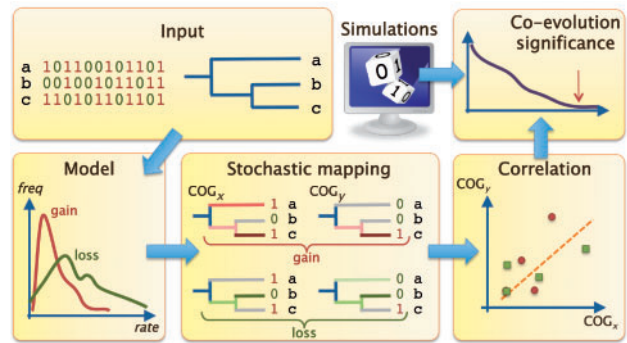 Input
a 101100101101
b 001001011011
c 110101101101
a
b
c
Simulations
0 1
1 0
Co-evolution
significance
Model
freq
gain
loss
rate
Stochastic mapping
COGx COGy
1 a 0 a
0 b 0 b
1 c 1 c
gain
1 a 0 a
0 b 0 b
1 c 1 c
loss
Correlation
COGy
COGx